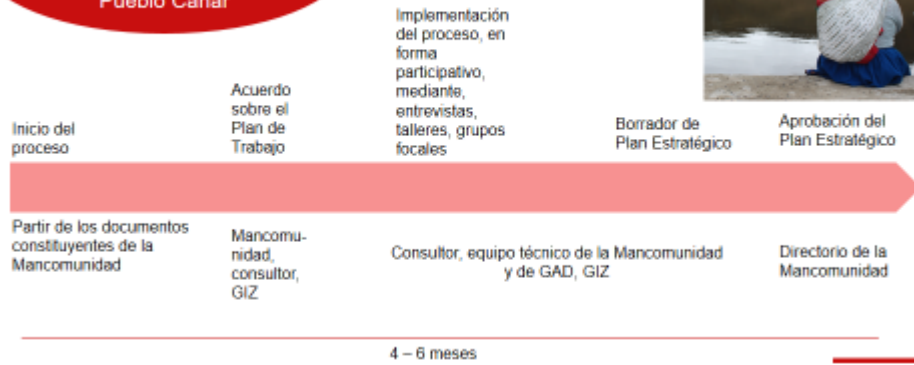 Pueblo Cañar
Implementación
del proceso, en
forma
participativo,
mediante,
entrevistas,
talleres, grupos
focales
Acuerdo
sobre el
Plan de
Trabajo
Inicio del
proceso
Borrador de
Plan Estratégico
Aprobación del
Plan Estratégico
Partir de los documentos
constituyentes de la
Mancomunidad
Mancomu-
nidad,
consultor,
GIZ
Consultor, equipo técnico de la Mancomunidad
y de GAD, GIZ
Directorio de la
Mancomunidad
4 – 6 meses